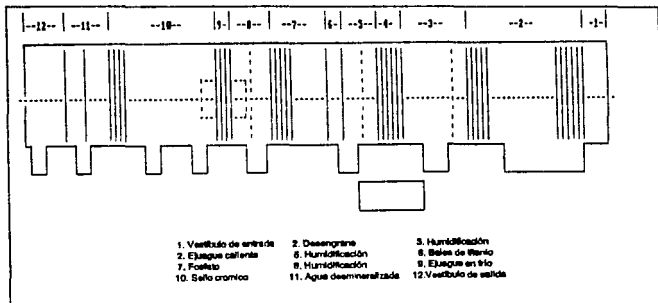 --12-- --11-- --10-- -9- --8-- --7-- -6- --5-- -4- --3-- --2-- -1-
1. Vestíbulo de entrada 2. Desengrase 3. Humidificación
2. Ejuague caliente 5. Humidificación 6. Sales de titanio
7. Fosfato 8. Humidificación 9. Ejuague en frío
10. Sello cromico 11. Agua desmineralizada 12. Vestíbulo de salida